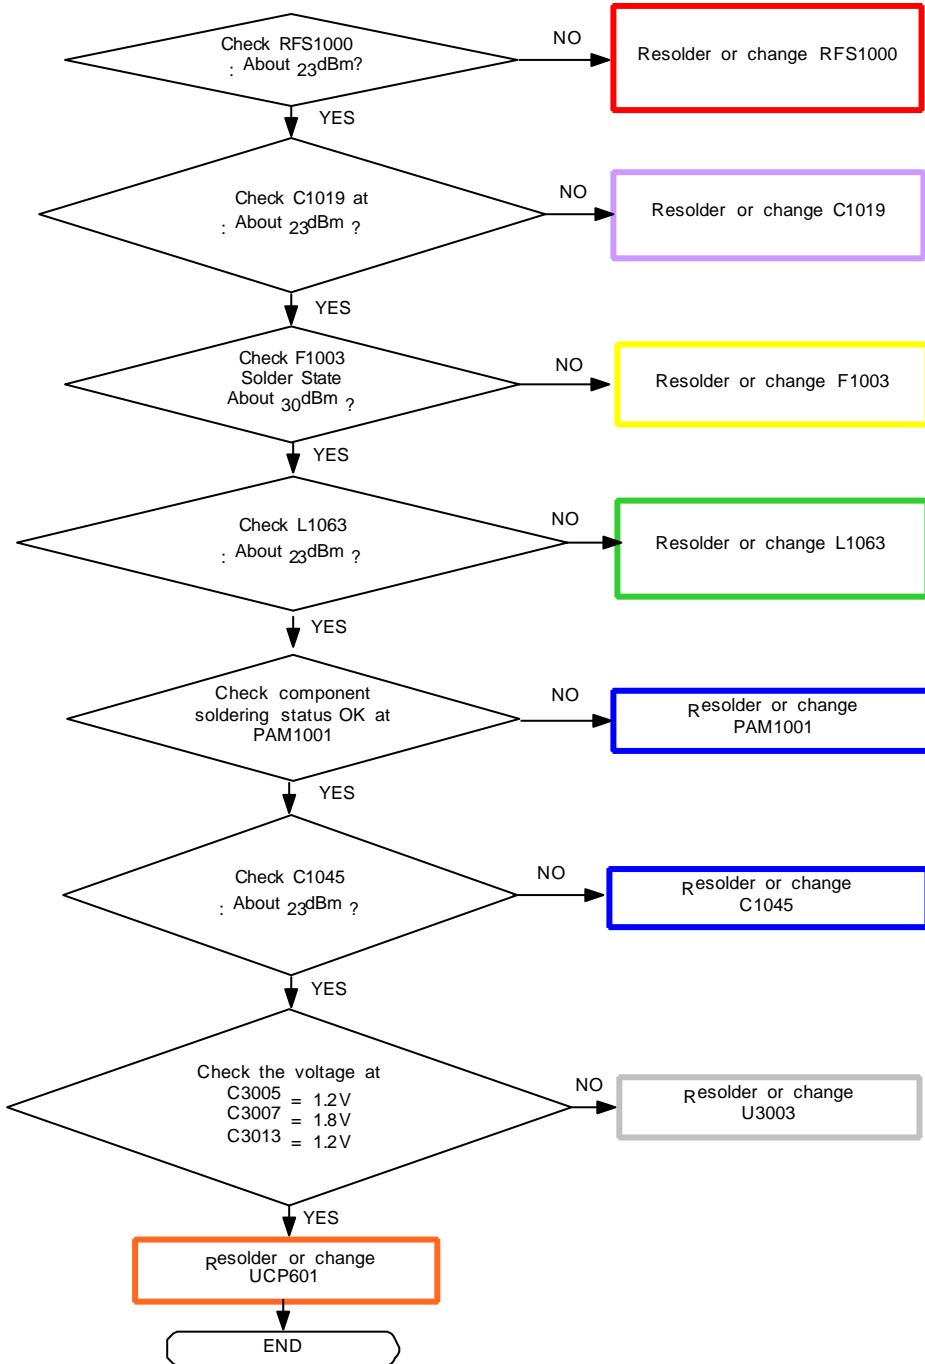 Check RFS1000
: About 23dBm?
NO
Resolder or change RFS1000
YES
Check C1019 at
: About 23dBm ?
NO
Resolder or change C1019
YES
Check F1003
Solder State
About 30dBm ?
NO
Resolder or change F1003
YES
Check L1063
: About 23dBm ?
NO
Resolder or change L1063
YES
Check component
soldering status OK at
PAM1001
NO
Resolder or change
PAM1001
YES
Check C1045
: About 23dBm ?
NO
Resolder or change
C1045
YES
Check the voltage at
C3005 = 1.2V
C3007 = 1.8V
C3013 = 1.2V
NO
Resolder or change
U3003
YES
Resolder or change
UCP601
END